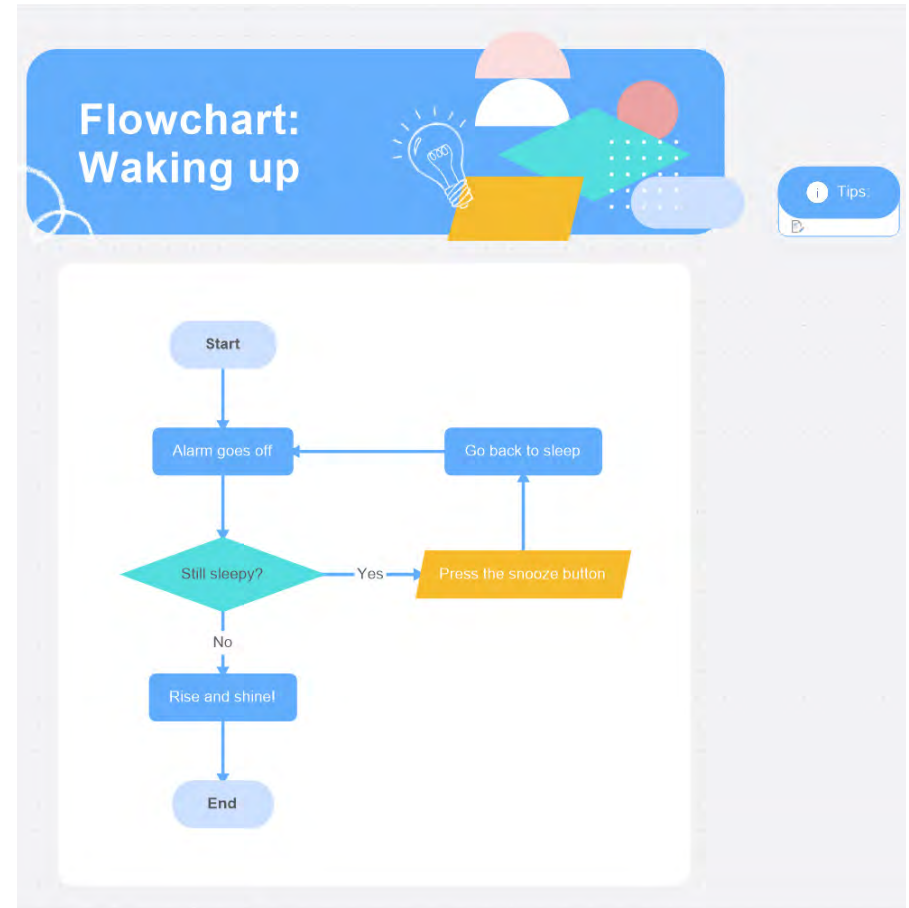 Flowchart:
Waking up
i Tips:
Start
Alarm goes off
Go back to sleep
Still sleepy?
Yes
Press the snooze button
No
Rise and shine!
End